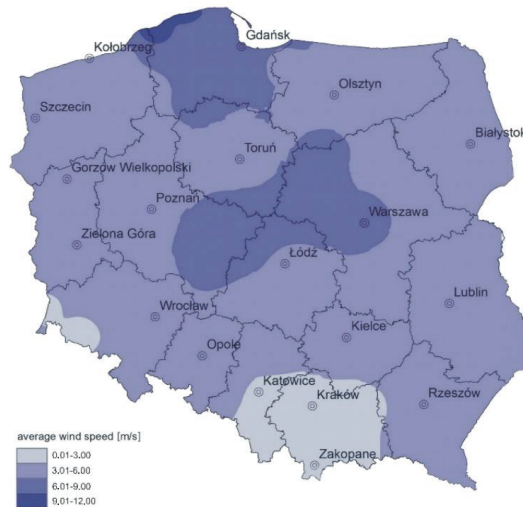 Gdańsk
Kołobrzeg
Olsztyn
Szczecin
Białystok
Toruń
Gorzów Wielkopolski
Poznań
Warszawa
Zielona Góra
Łódź
Lublin
Wrocław
Kielce
Opole
Katowice
Kraków
Rzeszów
Zakopane
average wind speed [m/s]
0.01-3.00
3.01-6.00
6.01-9.00
9.01-12.00